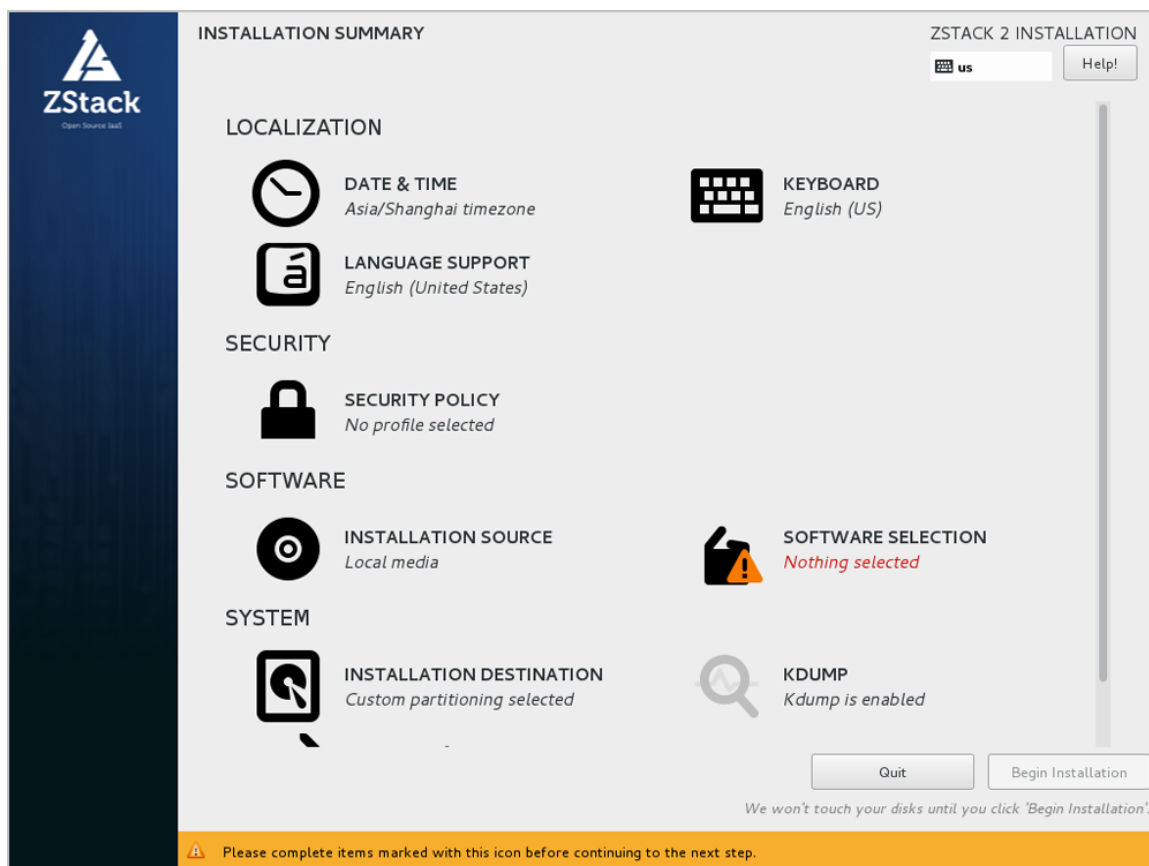 ZStack
Open Source IaaS
INSTALLATION SUMMARY
ZSTACK 2 INSTALLATION
us
Help!
LOCALIZATION
DATE & TIME
Asia/Shanghai timezone
KEYBOARD
English (US)
á
LANGUAGE SUPPORT
English (United States)
SECURITY
SECURITY POLICY
No profile selected
SOFTWARE
INSTALLATION SOURCE
Local media
SOFTWARE SELECTION
Nothing selected
SYSTEM
INSTALLATION DESTINATION
Custom partitioning selected
KDUMP
Kdump is enabled
Quit
Begin Installation
We won't touch your disks until you click 'Begin Installation'.
Please complete items marked with this icon before continuing to the next step.